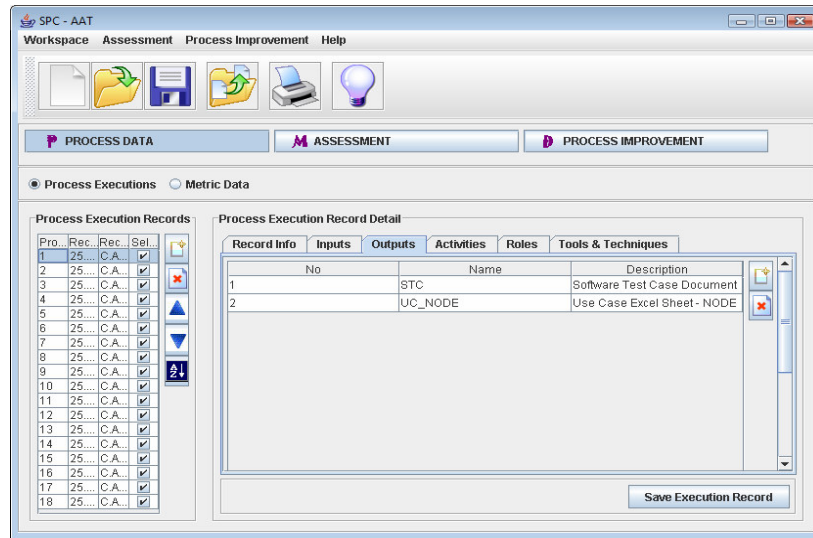 SPC - AAT
Workspace Assessment Process Improvement Help
P PROCESS DATA M ASSESSMENT D PROCESS IMPROVEMENT
Process Executions Metric Data
Process Execution Records Process Execution Record Detail
Record Info Inputs Outputs Activities Roles Tools & Techniques
Pro... Rec... Rec... Sel...
No Name Description
1 25.... C.A...
2 25.... C.A...
3 25.... C.A...
4 25.... C.A...
5 25.... C.A...
6 25.... C.A...
7 25.... C.A...
8 25.... C.A...
9 25.... C.A...
10 25.... C.A...
11 25.... C.A...
12 25.... C.A...
13 25.... C.A...
14 25.... C.A...
15 25.... C.A...
16 25.... C.A...
17 25.... C.A...
18 25.... C.A...
1 STC Software Test Case Document
2 UC_NODE Use Case Excel Sheet - NODE
A Z
Save Execution Record